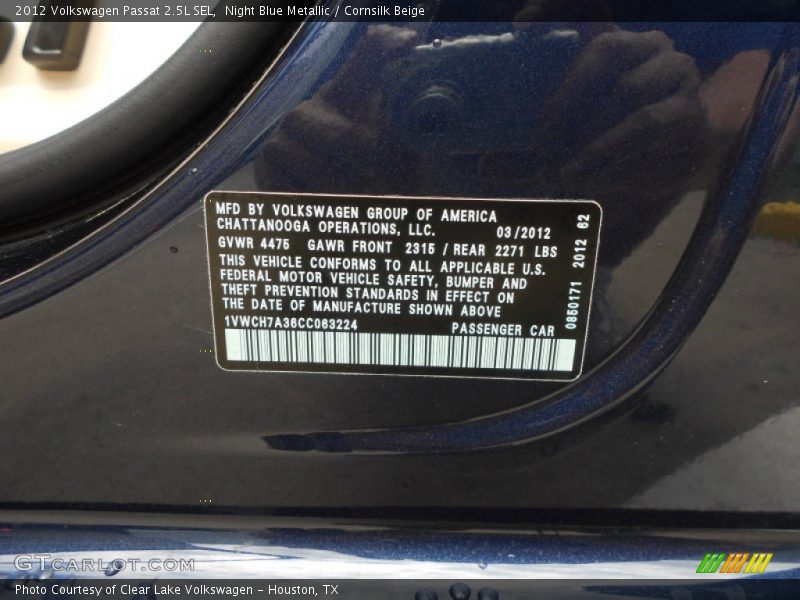 2012 Volkswagen Passat 2.5L SEL,  Night Blue Metallic / Cornsilk Beige
MFD BY VOLKSWAGEN GROUP OF AMERICA
CHATTANOOGA OPERATIONS, LLC. 03/2012
GVWR 4475 GAWR FRONT 2315 / REAR 2271 LBS
THIS VEHICLE CONFORMS TO ALL APPLICABLE U.S.
FEDERAL MOTOR VEHICLE SAFETY, BUMPER AND
THEFT PREVENTION STANDARDS IN EFFECT ON
THE DATE OF MANUFACTURE SHOWN ABOVE
1VWCH7A36CC063224 PASSENGER CAR
0850171 2012 62
GTCARLOT.COM
Photo Courtesy of Clear Lake Volkswagen – Houston, TX